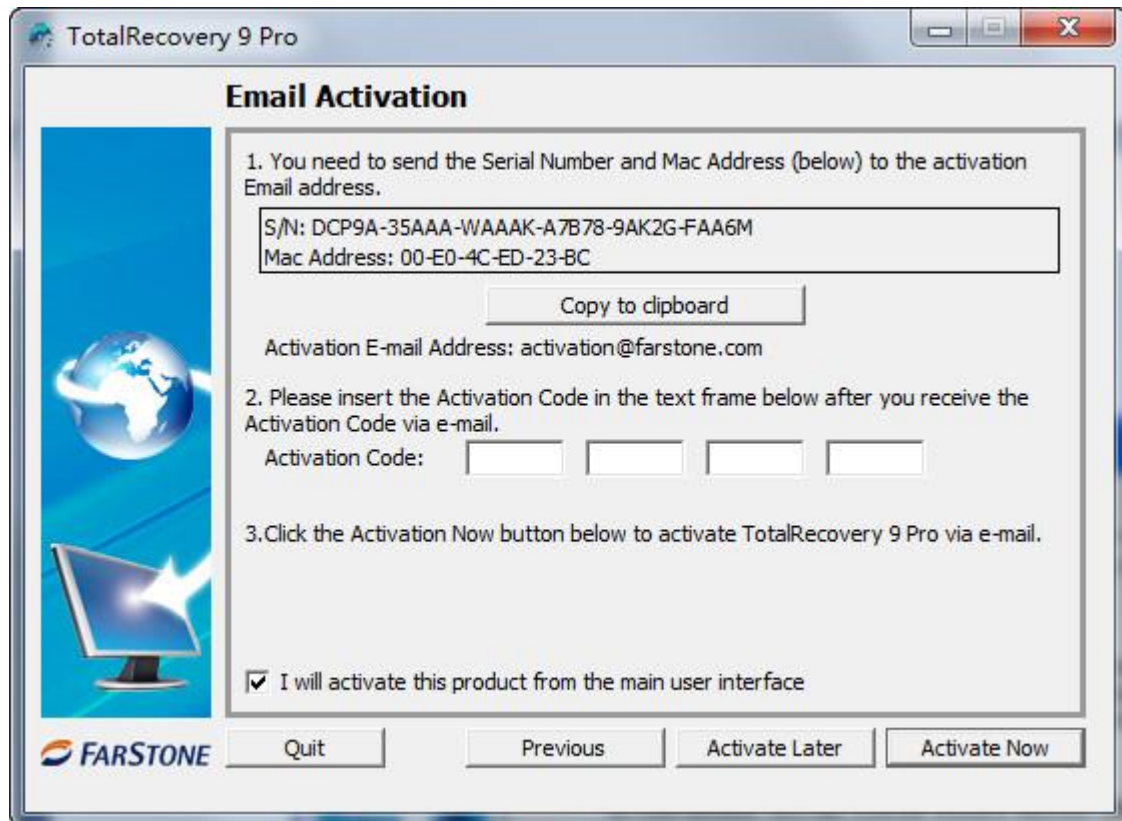 TotalRecovery 9 Pro
Email Activation
1. You need to send the Serial Number and Mac Address (below) to the activation
Email address.
S/N: DCP9A-35AAA-WAAAK-A7B78-9AK2G-FAA6M
Mac Address: 00-E0-4C-ED-23-BC
Copy to clipboard
Activation E-mail Address: activation@farstone.com
2. Please insert the Activation Code in the text frame below after you receive the
Activation Code via e-mail.
Activation Code:
3.Click the Activation Now button below to activate TotalRecovery 9 Pro via e-mail.
I will activate this product from the main user interface
FARSTONE Quit Previous Activate Later Activate Now